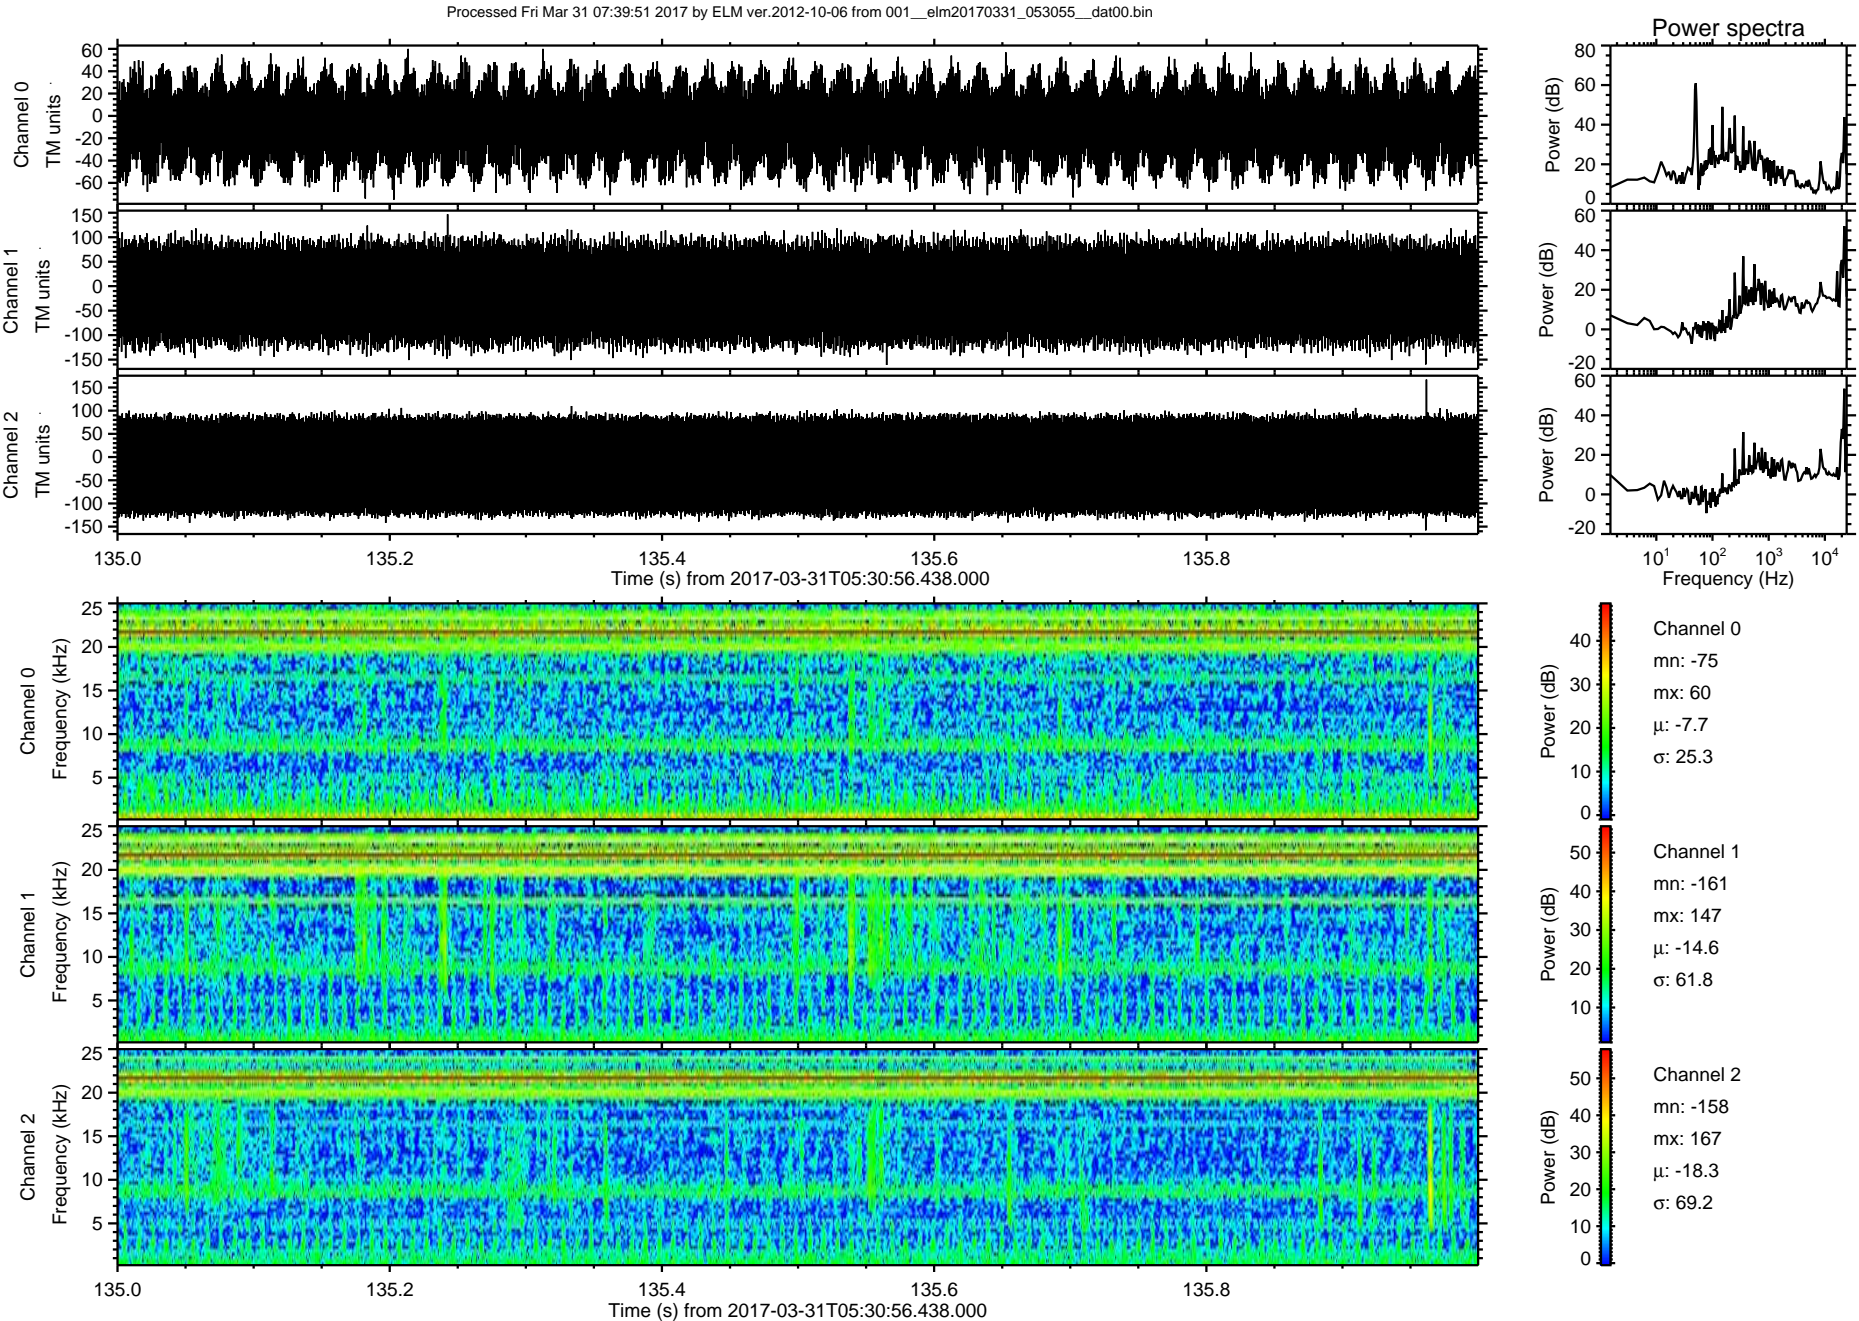 Processed Fri Mar 31 07:39:51 2017 by ELM ver.2012-10-06 from 001__elm20170331_053055__dat00.bin
Power spectra
Channel 0
TM units
60
40
20
0
-20
-40
-60
Power (dB)
80
60
40
20
0
Channel 1
TM units
150
100
50
0
-50
-100
-150
Power (dB)
60
40
20
0
-20
Channel 2
TM units
150
100
50
0
-50
-100
-150
Power (dB)
60
40
20
0
-20
135.0 135.2 135.4 135.6 135.8
Time (s) from 2017-03-31T05:30:56.438.000
10^1 10^2 10^3 10^4
Frequency (Hz)
Channel 0
Frequency (kHz)
25
20
15
10
5
Power (dB)
40
30
20
10
0
Channel 0
mn: -75
mx: 60
μ: -7.7
σ: 25.3
Channel 1
Frequency (kHz)
25
20
15
10
5
Power (dB)
50
40
30
20
10
Channel 1
mn: -161
mx: 147
μ: -14.6
σ: 61.8
Channel 2
Frequency (kHz)
25
20
15
10
5
Power (dB)
50
40
30
20
10
0
Channel 2
mn: -158
mx: 167
μ: -18.3
σ: 69.2
135.0 135.2 135.4 135.6 135.8
Time (s) from 2017-03-31T05:30:56.438.000